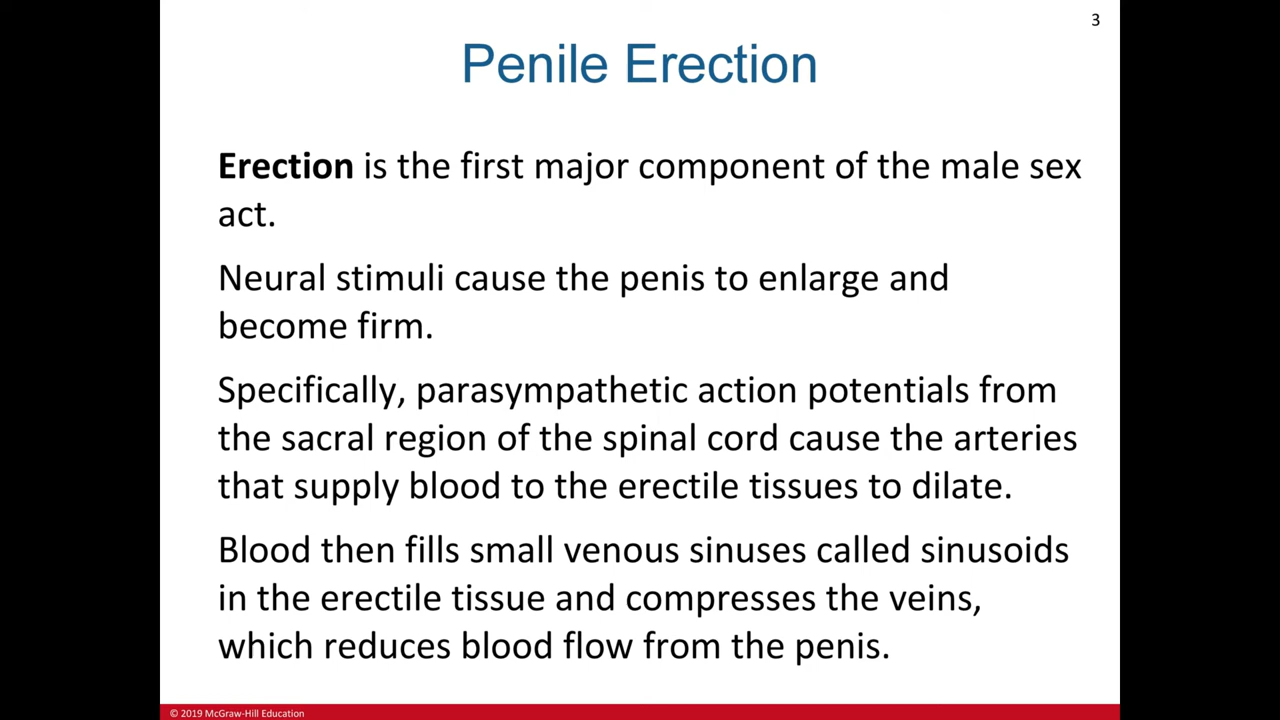 3
Penile Erection
Erection is the first major component of the male sex
act.
Neural stimuli cause the penis to enlarge and
become firm.
Specifically, parasympathetic action potentials from
the sacral region of the spinal cord cause the arteries
that supply blood to the erectile tissues to dilate.
Blood then fills small venous sinuses called sinusoids
in the erectile tissue and compresses the veins,
which reduces blood flow from the penis.
© 2019 McGraw-Hill Education